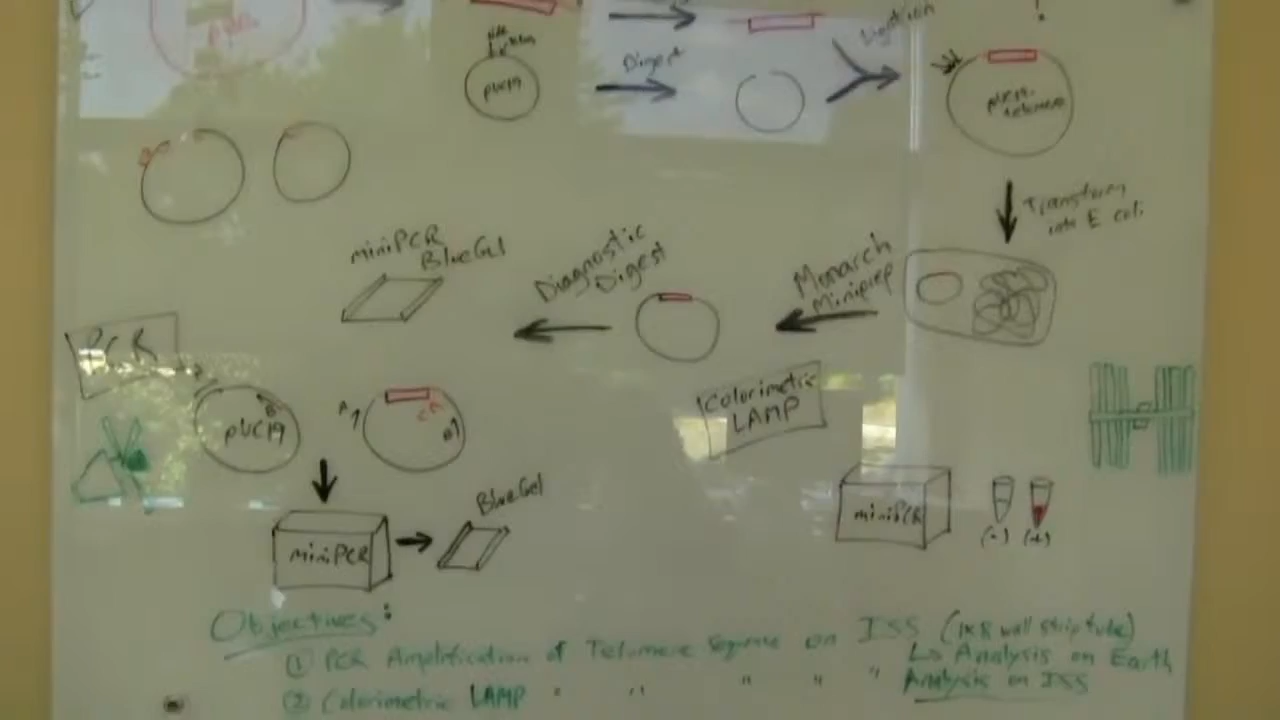 pUC19
Digest
Ligation
pUC19-
telomere
Transform
into E coli
miniPCR
BlueGel
Diagnostic
Digest
Monarch
Miniprep
PCR
pUC19
B
A
C
B
Colorimetric
LAMP
BlueGel
miniPCR
miniPCR
(-) (+)
Objectives:
(1) PCR Amplification of Telomere Sequence on ISS (1x8 well strip tube)
↳ Analysis on Earth
(2) Colorimetric LAMP " " " " " Analysis on ISS